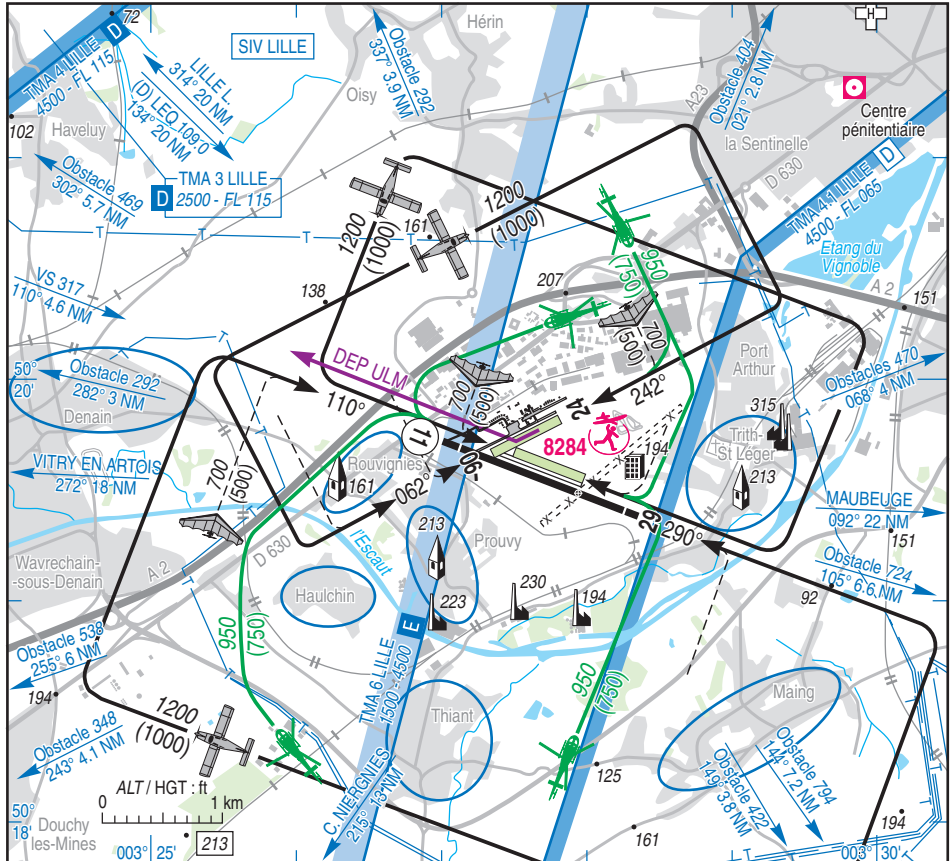 72
Hérin
SIV LILLE
TMA 4 LILLE D
4500 - FL 115
LILLE L.
314° 20 NM
(D) LEQ 109.0
134° 20 NM
Obstacle 292
337° 3.9 NM
Oisy
Obstacle 404
021° 2.8 NM
A23
H
Centre
pénitentiaire
102
Haveluy
la Sentinelle
D 630
Obstacle 469
302° 5.7 NM
D
TMA 3 LILLE
2500 - FL 115
TMA 4.1 LILLE D
4500 - FL 065
1200
(1000)
161
1200
(1000)
950
(750)
Etang du
Vignoble
A 2
VS 317
110° 4.6 NM
138
207
151
700
(500)
DEP ULM
50°
20'
Obstacle 292
282° 3 NM
Denain
110°
700
(500)
242°
24
Port
Arthur
Obstacles 470
068° 4 NM
315
11
8284
194
Trith-
St Léger
213
VITRY EN ARTOIS
272° 18 NM
700
(500)
Rouvignies
161
062°
06
MAUBEUGE
092° 22 NM
151
213
Prouvy
29
290°
l'Escaut
D 630
A 2
Wavrechain-
sous-Denain
Haulchin
223
230
194
Obstacle 724
105° 6.6 NM
92
E
TMA 6 LILLE
1500 - 4500
950
(750)
Obstacle 538
255° 6 NM
194
950
(750)
Maing
Thiant
1200
(1000)
Obstacle 348
243° 4.1 NM
125
Obstacle 794
144° 7.2 NM
Obstacle 422
149° 3.8 NM
ALT / HGT : ft
0 1 km
C. NIERGNIES
215° 13 NM
50°
18'
Douchy
les-Mines
213
161
194
003° 25'
003° 30'